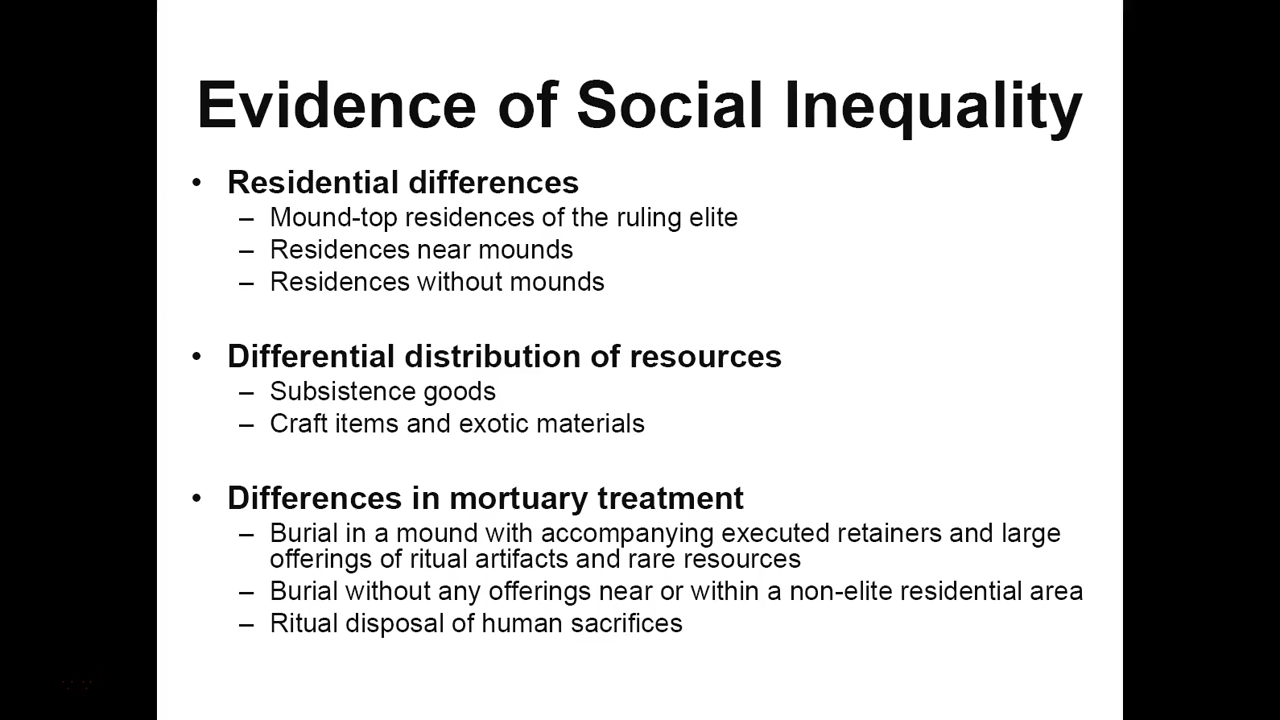 Evidence of Social Inequality
• Residential differences
– Mound-top residences of the ruling elite
– Residences near mounds
– Residences without mounds
• Differential distribution of resources
– Subsistence goods
– Craft items and exotic materials
• Differences in mortuary treatment
– Burial in a mound with accompanying executed retainers and large
offerings of ritual artifacts and rare resources
– Burial without any offerings near or within a non-elite residential area
– Ritual disposal of human sacrifices